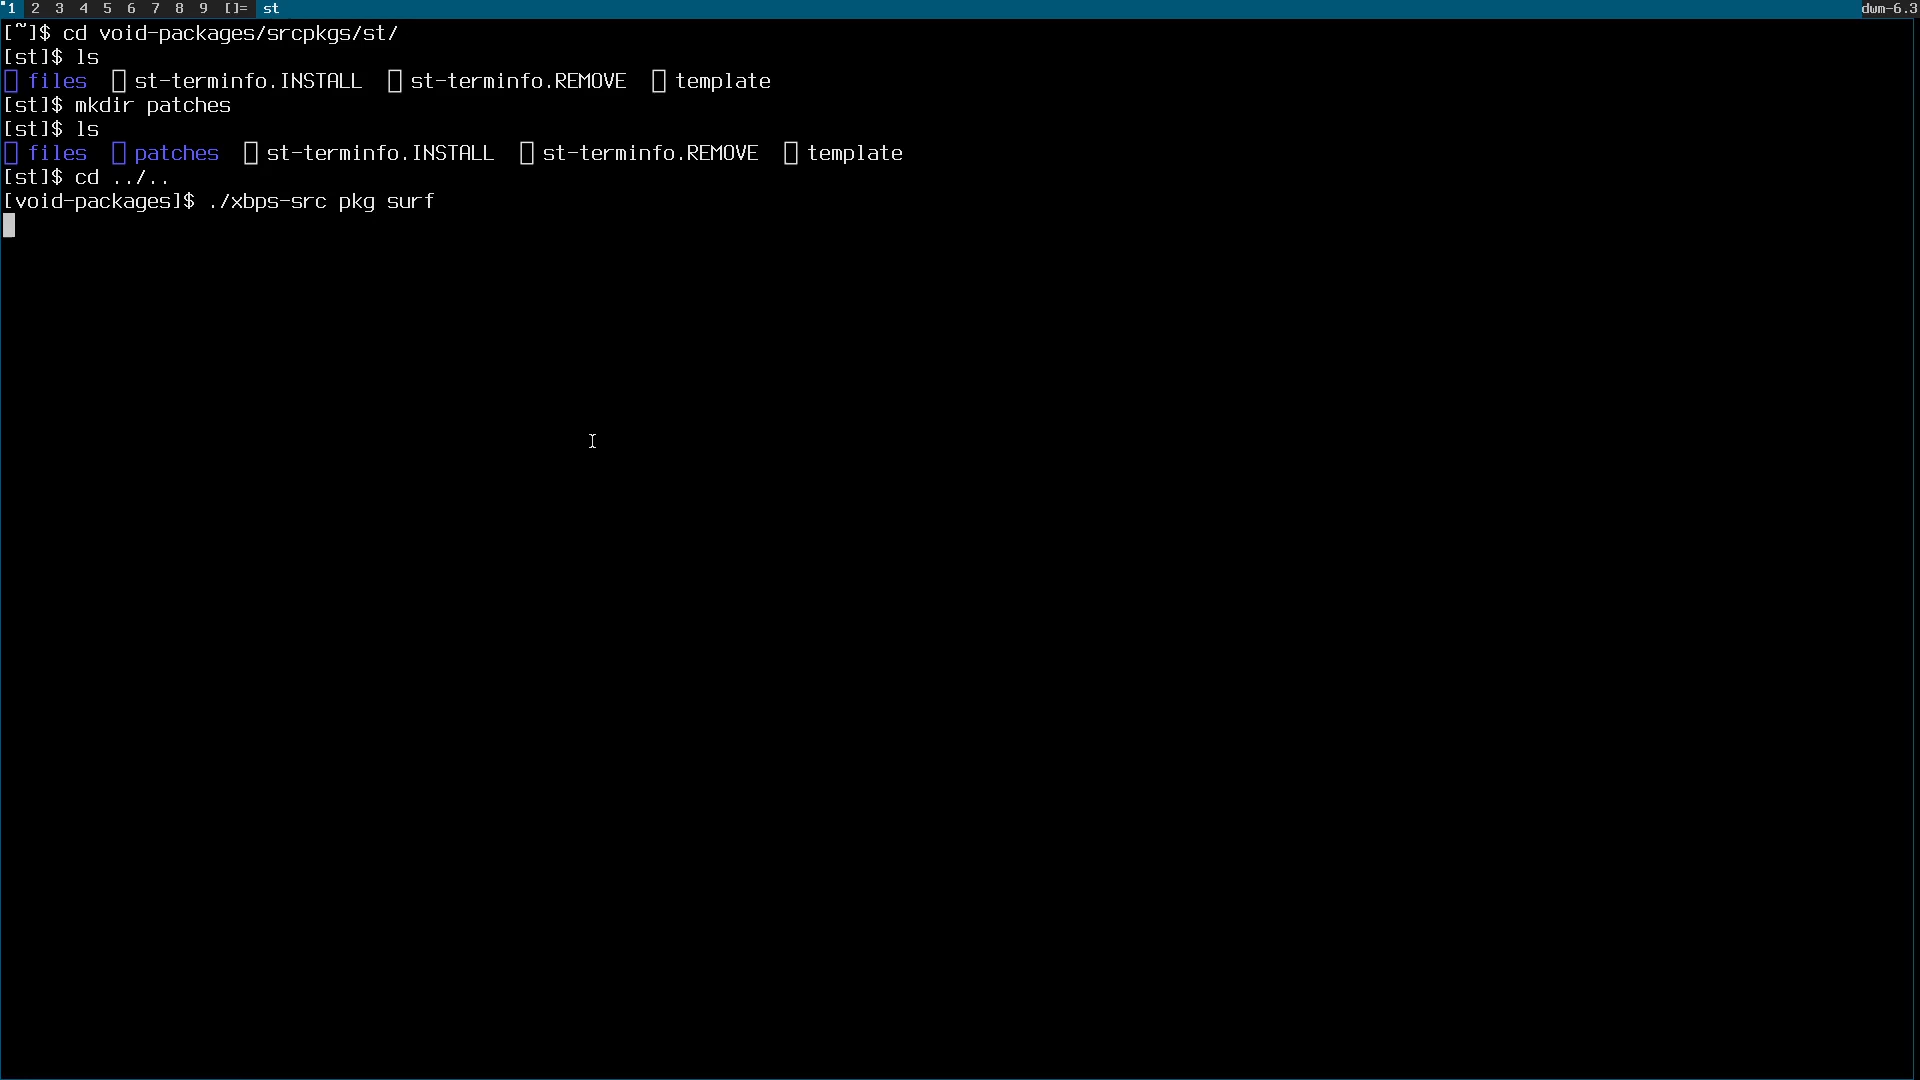 1 2 3 4 5 6 7 8 9 []= st dwm-6.3
[~]$ cd void-packages/srcpkgs/st/
[st]$ ls
files st-terminfo.INSTALL st-terminfo.REMOVE template
[st]$ mkdir patches
[st]$ ls
files patches st-terminfo.INSTALL st-terminfo.REMOVE template
[st]$ cd ../..
[void-packages]$ ./xbps-src pkg surf